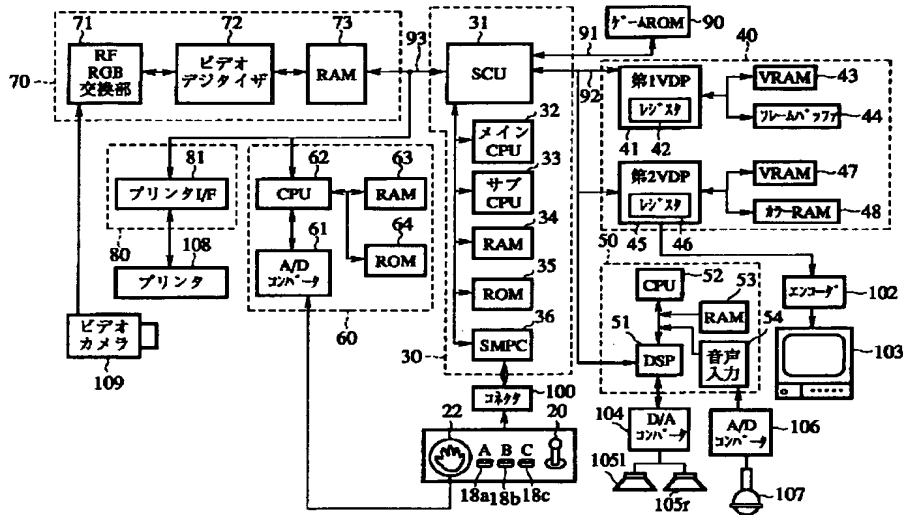 71
72
73
93
31
91
ｹﾞｰﾑROM
90
70
RF
RGB
交換部
ビデオ
デジタイザ
RAM
SCU
92
40
第1VDP
ﾚｼﾞｽﾀ
41
42
VRAM
43
ﾌﾚｰﾑﾊﾞｯﾌｧ
44
32
メイン
CPU
33
サブ
CPU
34
RAM
35
ROM
36
SMPC
30
第2VDP
ﾚｼﾞｽﾀ
45
46
VRAM
47
ｶﾗｰRAM
48
81
プリンタI/F
80
108
プリンタ
62
CPU
63
RAM
64
ROM
61
A/D
ｺﾝﾊﾞｰﾀ
60
ビデオ
カメラ
109
50
52
CPU
53
RAM
54
51
DSP
音声
入力
ｴﾝｺｰﾀﾞ
102
103
ｺﾈｸﾀ
100
22
A
B
C
20
18a
18b
18c
104
D/A
ｺﾝﾊﾞｰﾀ
A/D
ｺﾝﾊﾞｰﾀ
106
105l
105r
107